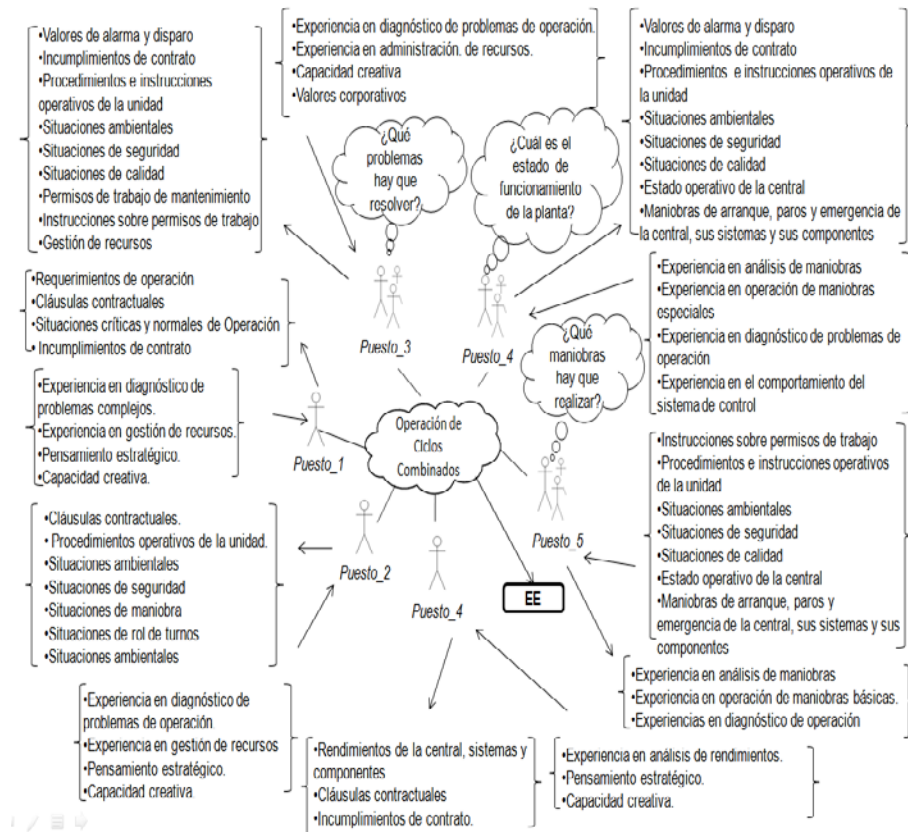 •Valores de alarma y disparo
•Incumplimientos de contrato
•Procedimientos e instrucciones
operativos de la unidad
•Situaciones ambientales
•Situaciones de seguridad
•Situaciones de calidad
•Permisos de trabajo de mantenimiento
•Instrucciones sobre permisos de trabajo
•Gestión de recursos
•Experiencia en diagnóstico de problemas de operación.
•Experiencia en administración. de recursos.
•Capacidad creativa
•Valores corporativos
•Valores de alarma y disparo
•Incumplimientos de contrato
•Procedimientos e instrucciones operativos de
la unidad
•Situaciones ambientales
•Situaciones de seguridad
•Situaciones de calidad
•Estado operativo de la central
•Maniobras de arranque, paros y emergencia de
la central, sus sistemas y sus componentes
¿Qué
problemas
hay que
resolver?
¿Cuál es el
estado de
funcionamiento
de la planta?
Puesto_3
Puesto_4
•Requerimientos de operación
•Cláusulas contractuales
•Situaciones críticas y normales de Operación
• Incumplimientos de contrato
•Experiencia en análisis de maniobras
•Experiencia en operación de maniobras
especiales
•Experiencia en diagnóstico de problemas de
operación
•Experiencia en el comportamiento del
sistema de control
¿Qué
maniobras
hay que
realizar?
•Experiencia en diagnóstico de
problemas complejos.
•Experiencia en gestión de recursos.
•Pensamiento estratégico.
•Capacidad creativa.
Puesto_1
Operación de
CIclos
Combinados
Puesto_5
•Instrucciones sobre permisos de trabajo
•Procedimientos e instrucciones operativos
de la unidad
•Situaciones ambientales
•Situaciones de seguridad
•Situaciones de calidad
•Estado operativo de la central
•Maniobras de arranque, paros y
emergencia de la central, sus sistemas y sus
componentes
•Cláusulas contractuales.
• Procedimientos operativos de la unidad.
•Situaciones ambientales
•Situaciones de seguridad
•Situaciones de maniobra
•Situaciones de rol de turnos
•Situaciones ambientales
Puesto_2
Puesto_4
EE
•Experiencia en análisis de maniobras
•Experiencia en operación de maniobras básicas.
•Experiencias en diagnóstico de operación
•Experiencia en diagnóstico de
problemas de operación.
•Experiencia en gestión de recursos
•Pensamiento estratégico.
•Capacidad creativa
•Rendimientos de la central, sistemas y
componentes
•Cláusulas contractuales
•Incumplimientos de contrato.
•Experiencia en análisis de rendimientos.
•Pensamiento estratégico.
•Capacidad creativa.